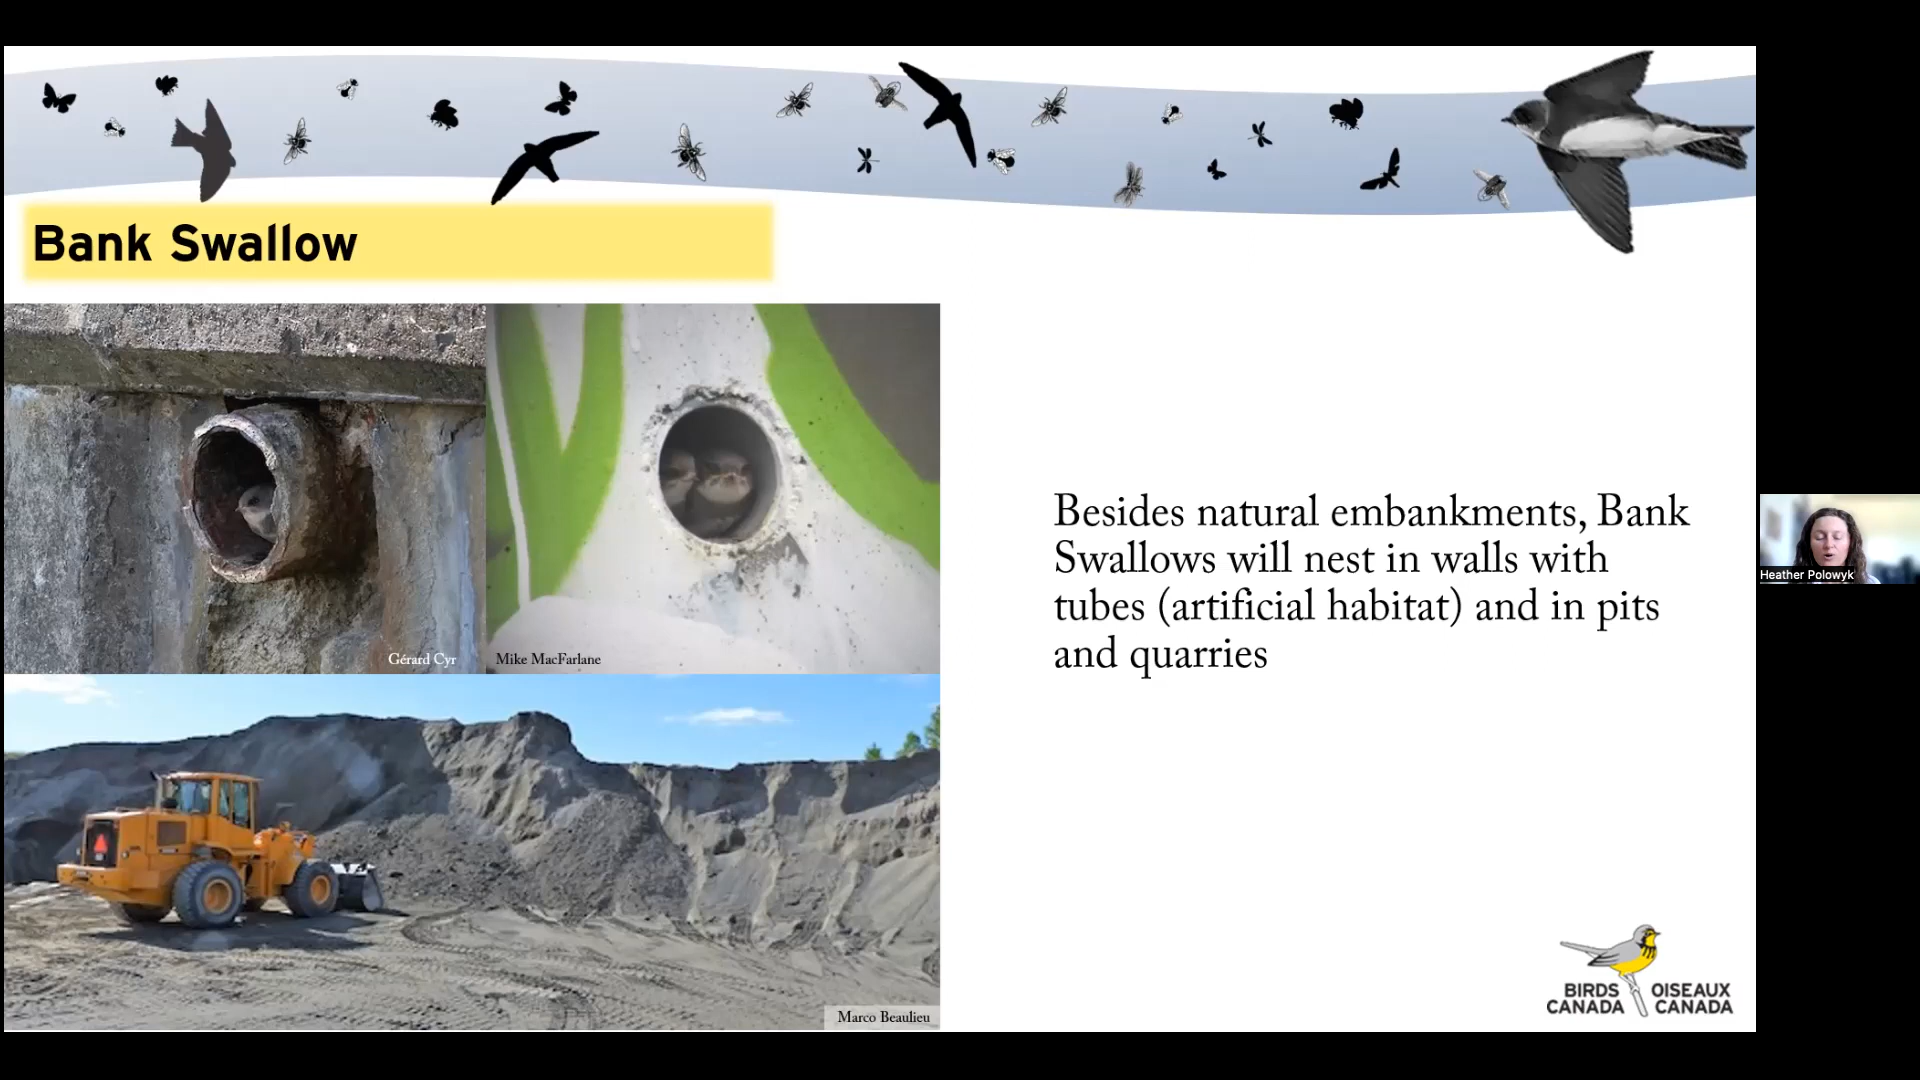 Bank Swallow
Gérard Cyr
Mike MacFarlane
Marco Beaulieu
Besides natural embankments, Bank
Swallows will nest in walls with
tubes (artificial habitat) and in pits
and quarries
Heather Polowyk
BIRDS CANADA
OISEAUX CANADA